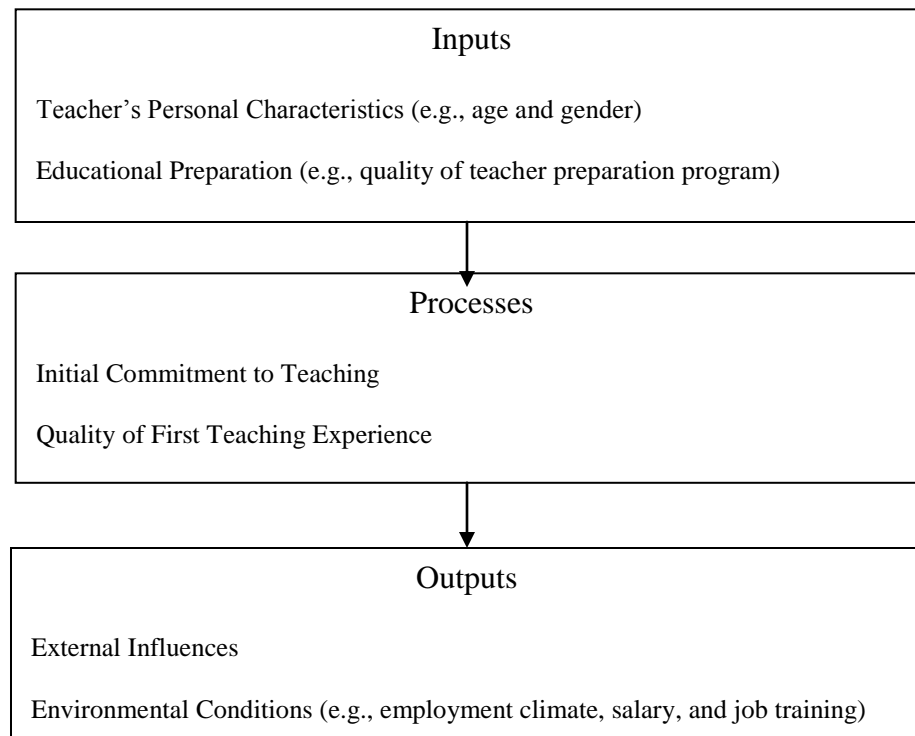 Inputs
Teacher’s Personal Characteristics (e.g., age and gender)
Educational Preparation (e.g., quality of teacher preparation program)
Processes
Initial Commitment to Teaching
Quality of First Teaching Experience
Outputs
External Influences
Environmental Conditions (e.g., employment climate, salary, and job training)